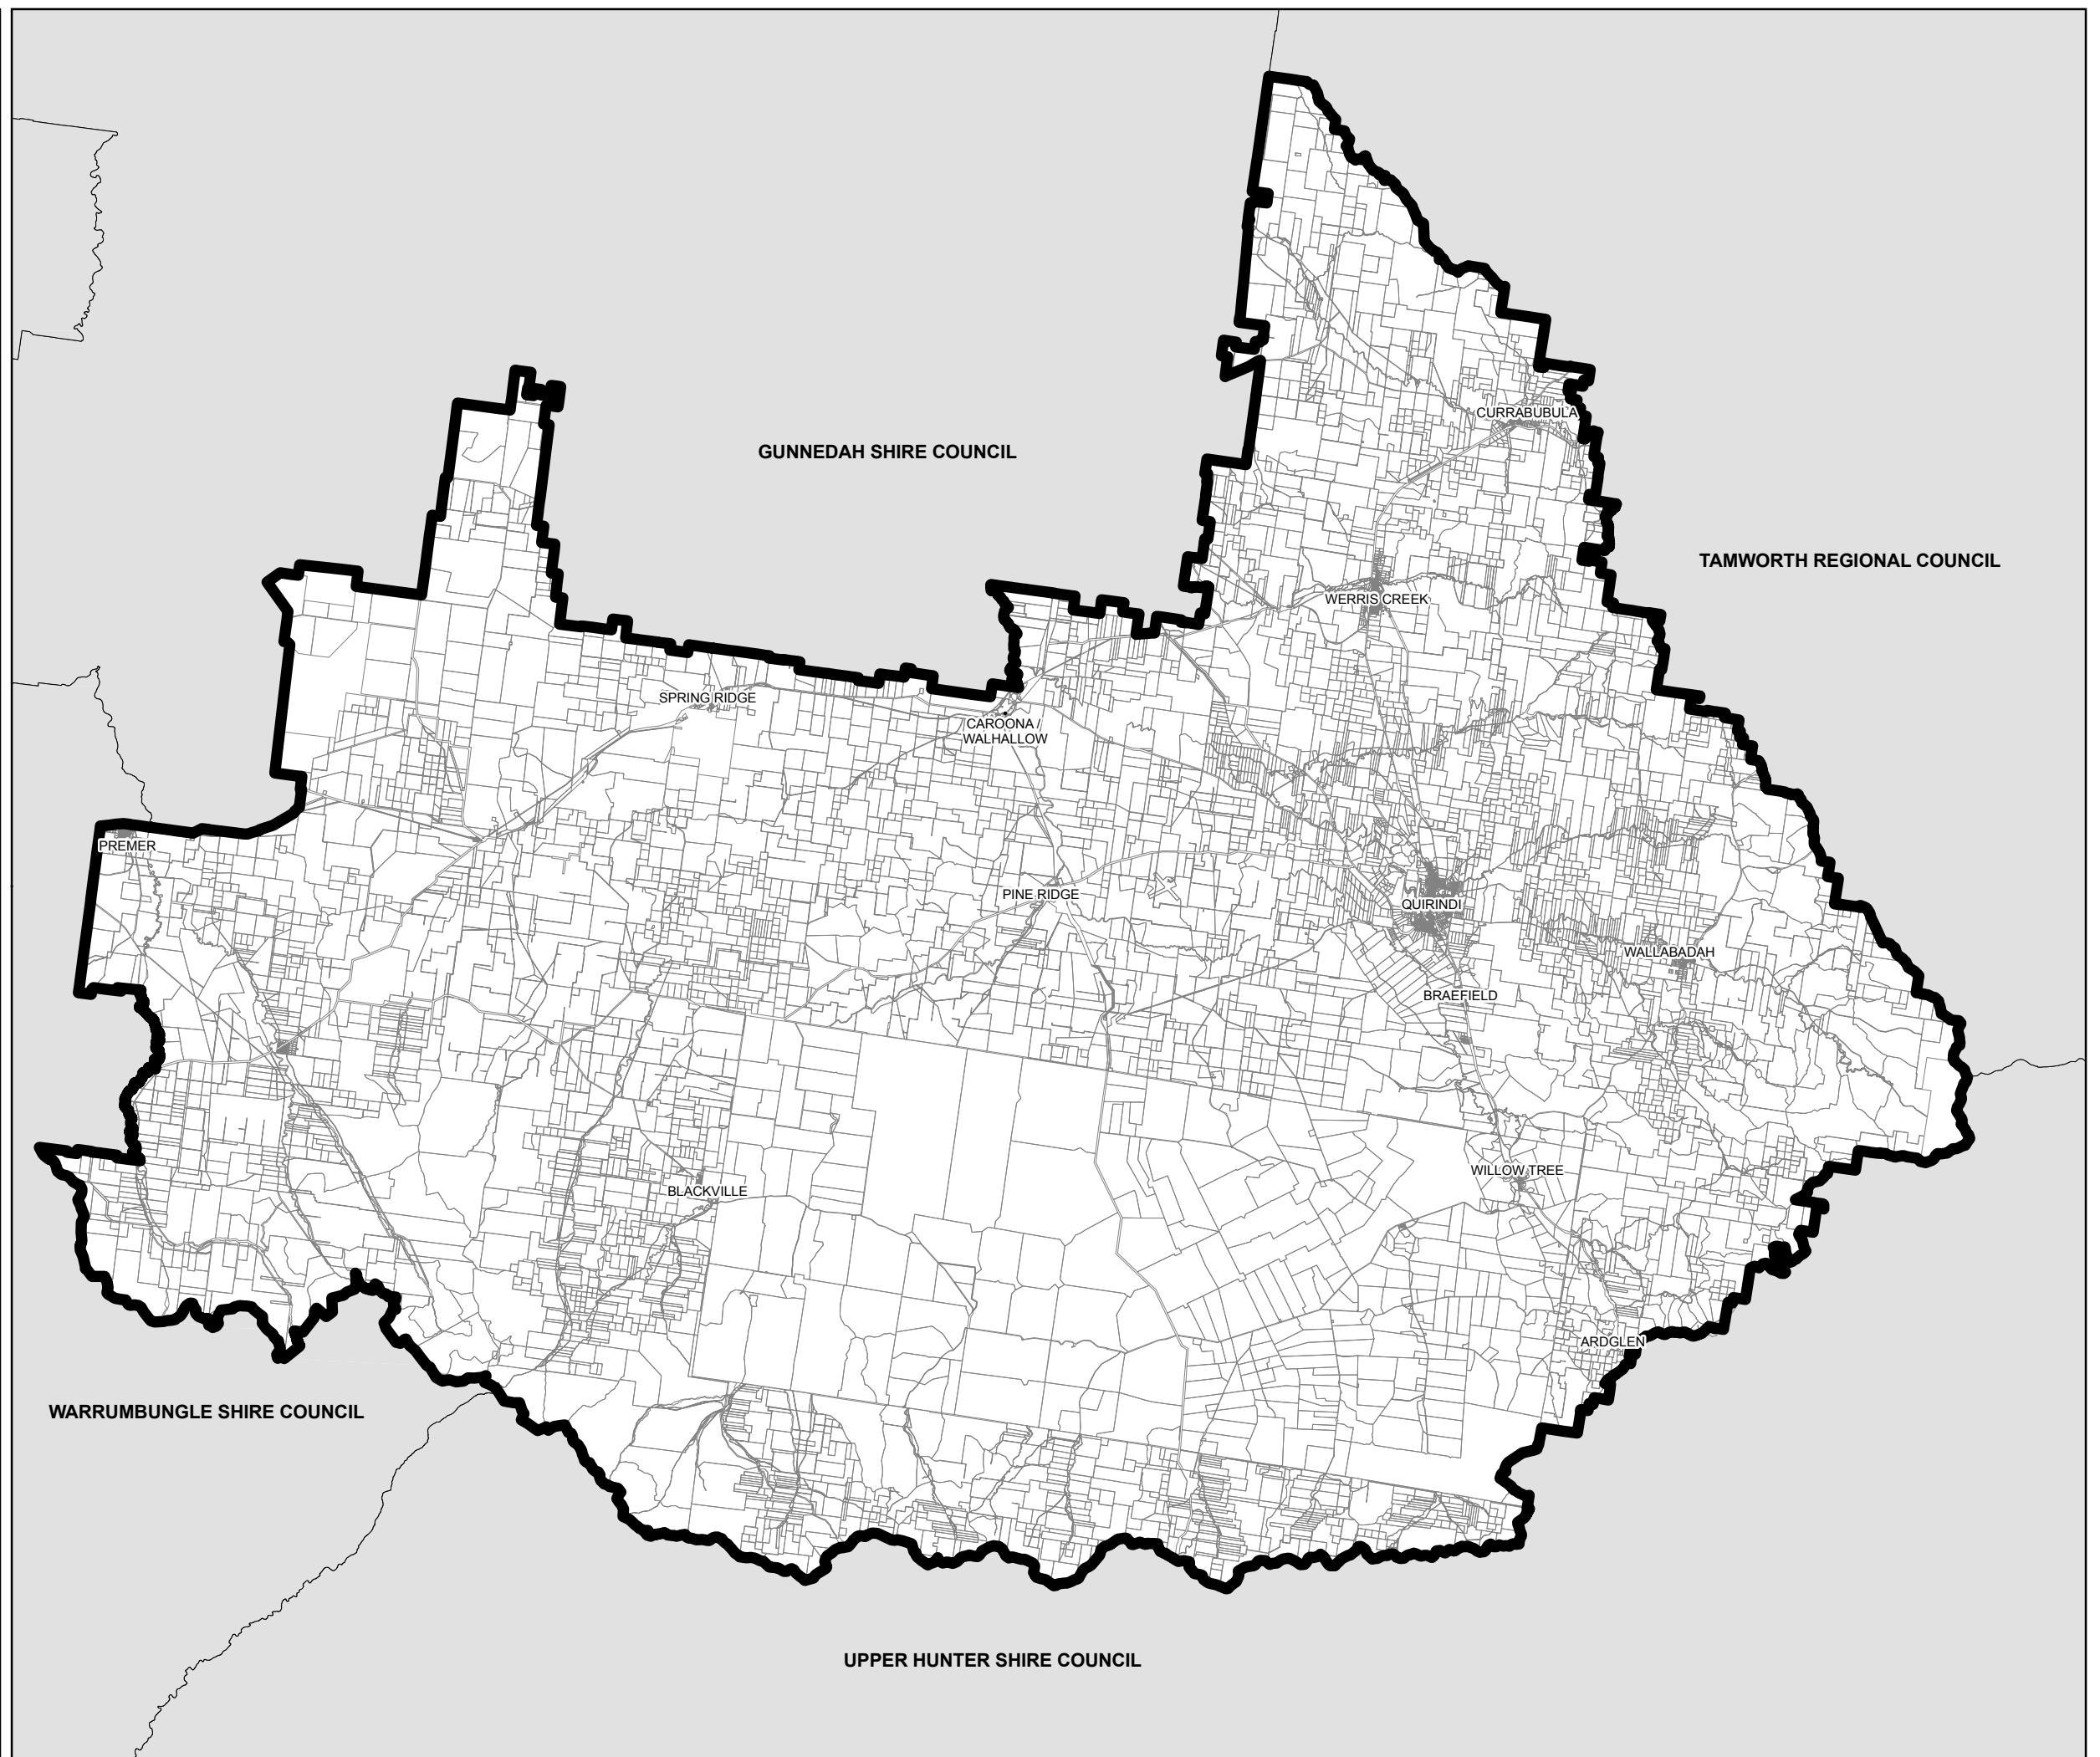 CURRABUBULA
GUNNEDAH SHIRE COUNCIL
TAMWORTH REGIONAL COUNCIL
WERRIS CREEK
SPRING RIDGE
CAROONA /
WALHALLOW
PREMER
PINE RIDGE
QUIRINDI
WALLABADAH
BRAEFIELD
WILLOW TREE
BLACKVILLE
ARDGLEN
WARRUMBUNGLE SHIRE COUNCIL
UPPER HUNTER SHIRE COUNCIL